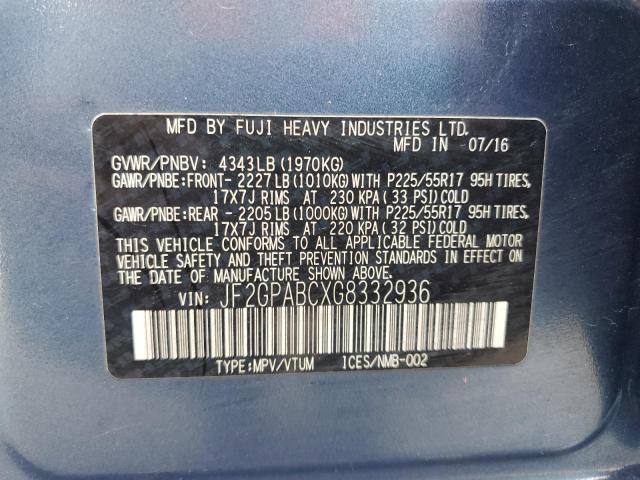 MFD BY FUJI HEAVY INDUSTRIES LTD.
MFD IN 07/16
GVWR/PNBV: 4343LB(1970KG)
GAWR/PNBE:FRONT- 2227LB(1010KG)WITH P225/55R17 95H TIRES,
17X7J RIMS AT 230 KPA(33 PSI)COLD
GAWR/PNBE:REAR - 2205LB(1000KG)WITH P225/55R17 95H TIRES,
17X7J RIMS AT 220 KPA(32 PSI)COLD
THIS VEHICLE CONFORMS TO ALL APPLICABLE FEDERAL MOTOR
VEHICLE SAFETY AND THEFT PREVENTION STANDARDS IN EFFECT
ON THE DATE OF MANUFACTURE SHOWN ABOVE.
VIN: JF2GPABCXG8332936
TYPE:MPV/VTUM ICES/NMB-002